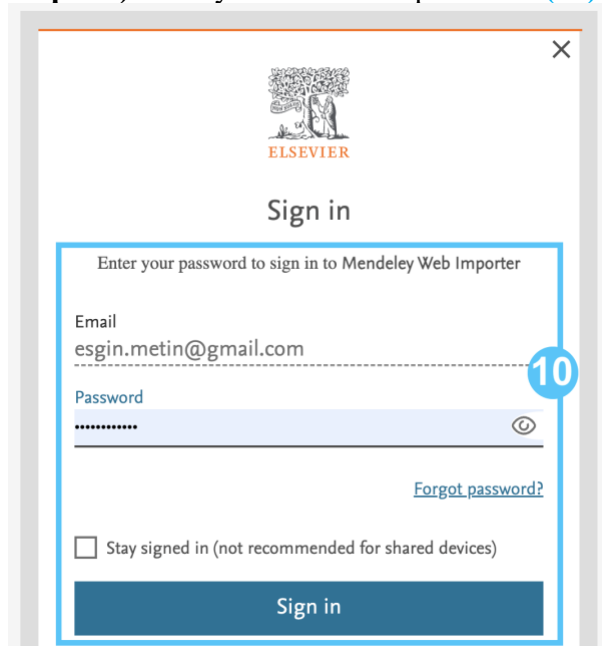 ELSEVIER
Sign in
Enter your password to sign in to Mendeley Web Importer
Email
esgin.metin@gmail.com
10
Password
••••••••••••
Forgot password?
Stay signed in (not recommended for shared devices)
Sign in